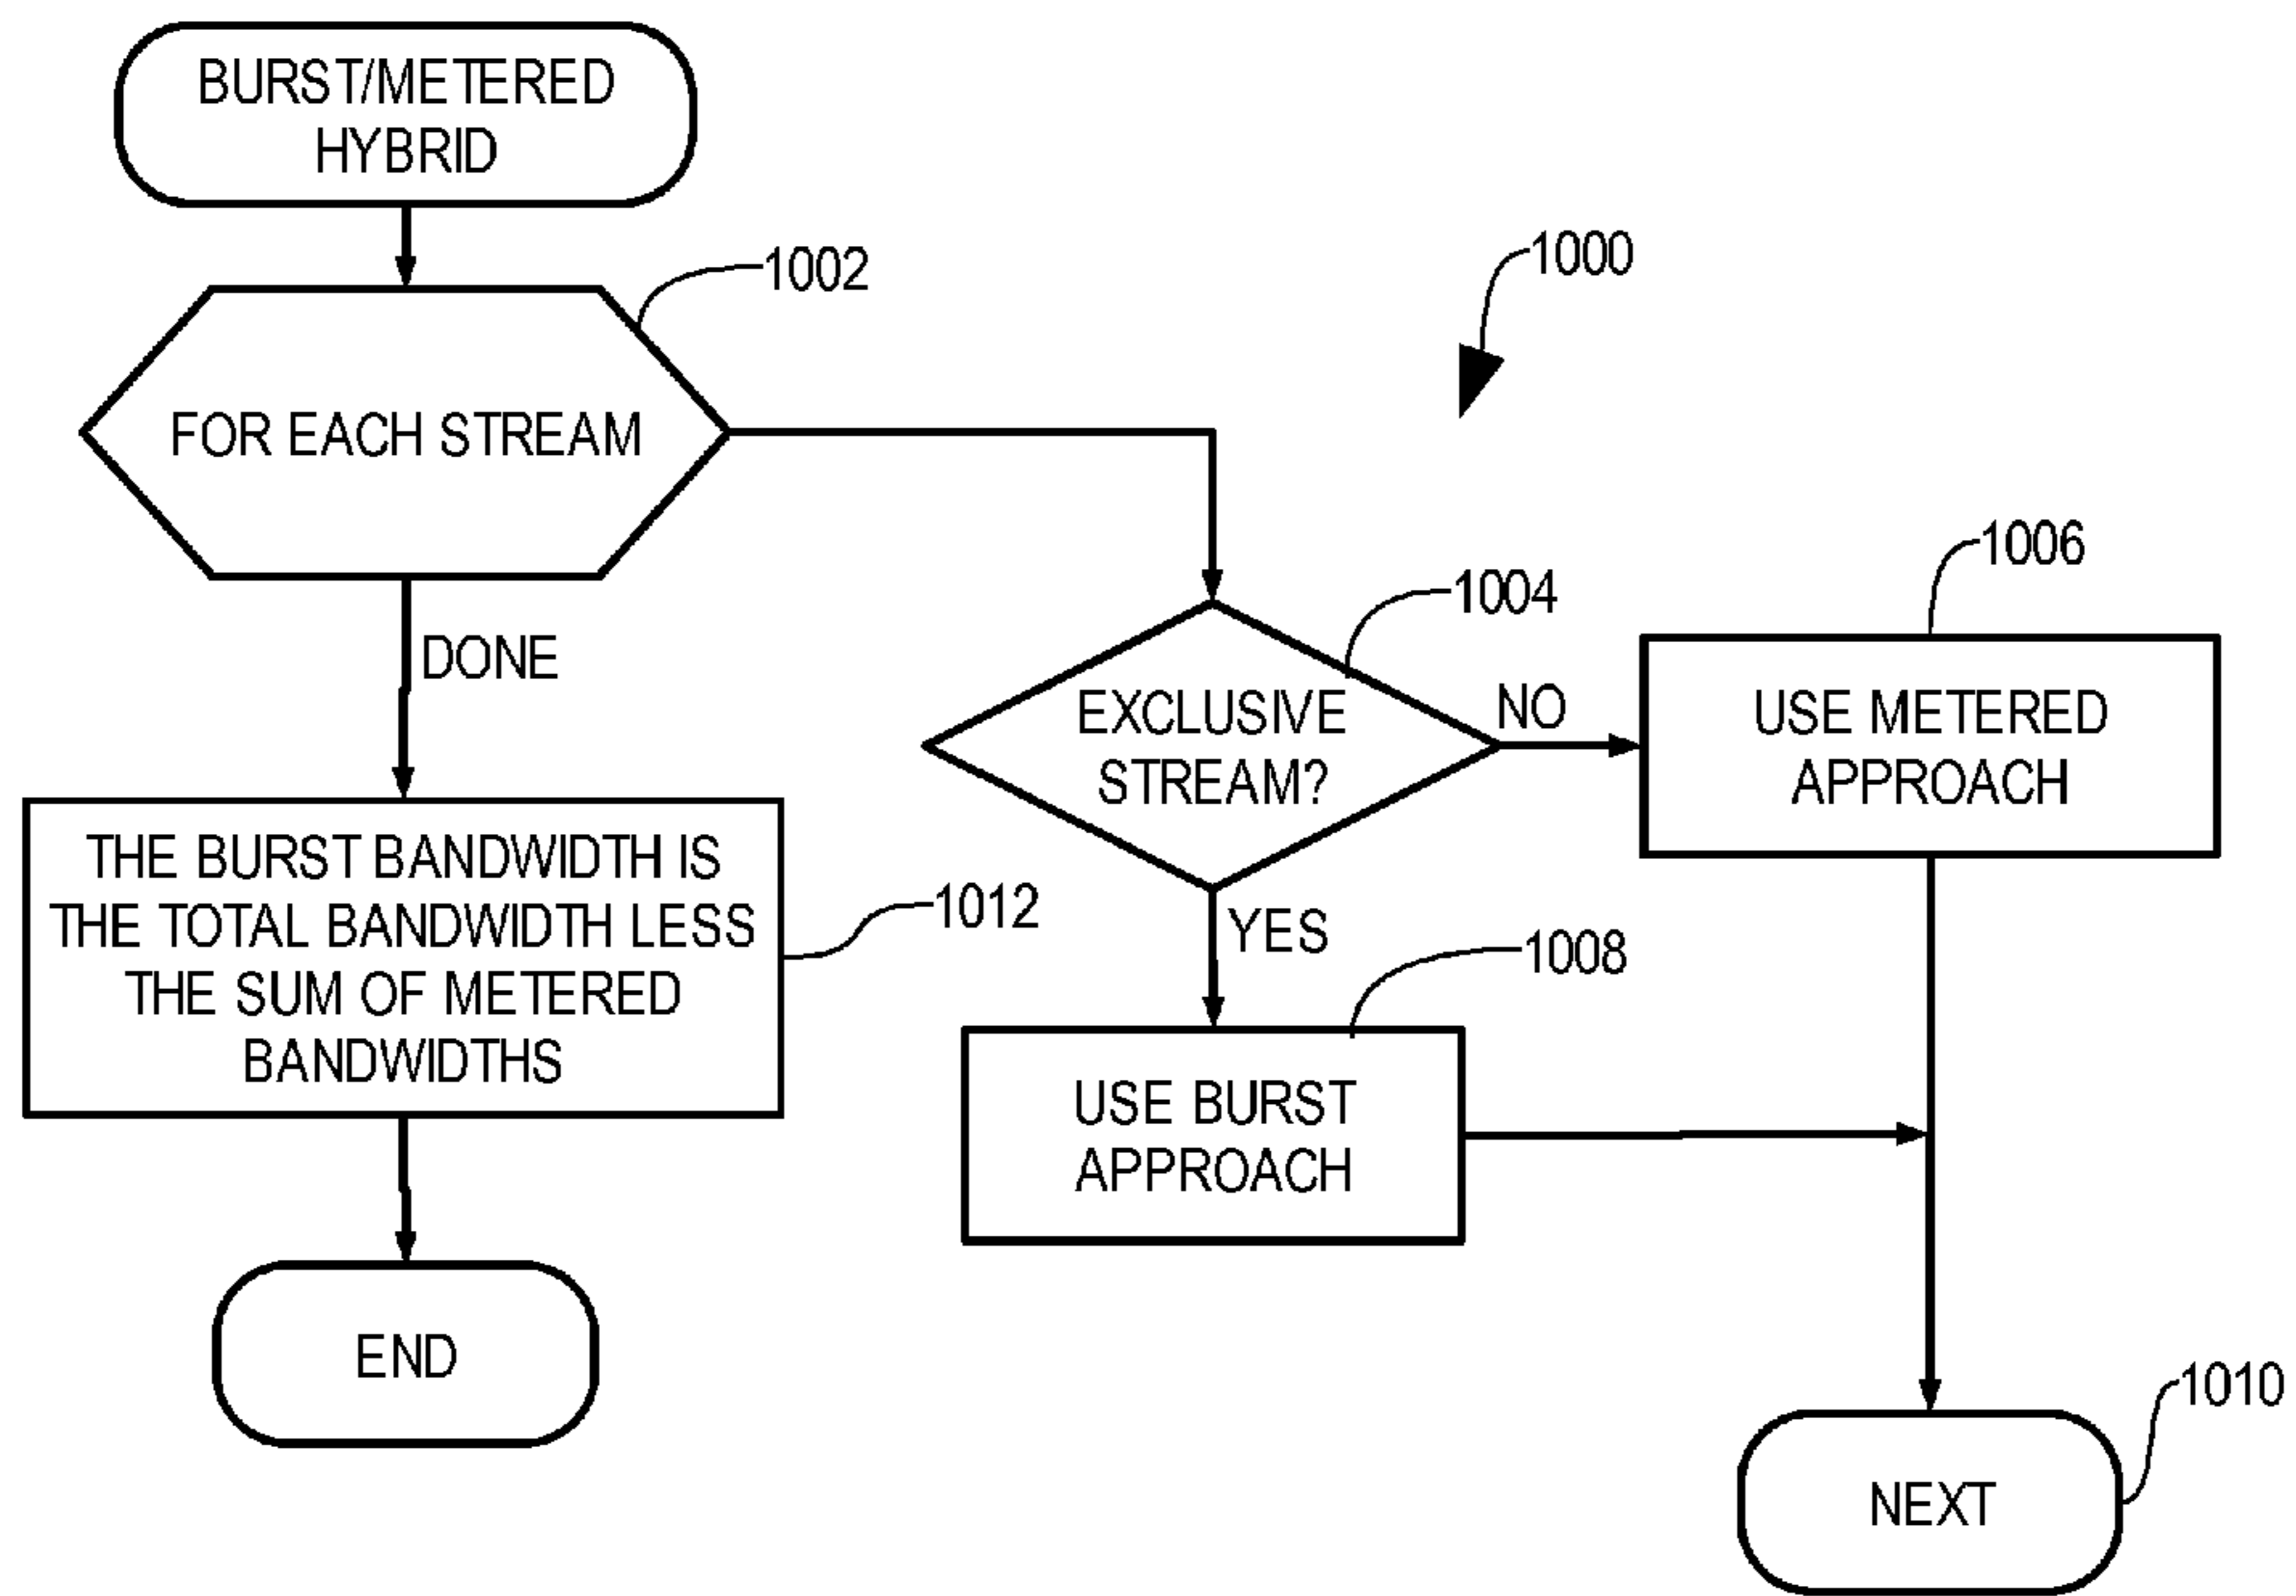 BURST/METERED
HYBRID
1002
1000
FOR EACH STREAM
1006
1004
DONE
EXCLUSIVE
STREAM?
NO
USE METERED
APPROACH
THE BURST BANDWIDTH IS
THE TOTAL BANDWIDTH LESS
THE SUM OF METERED
BANDWIDTHS
1012
YES
1008
USE BURST
APPROACH
END
1010
NEXT